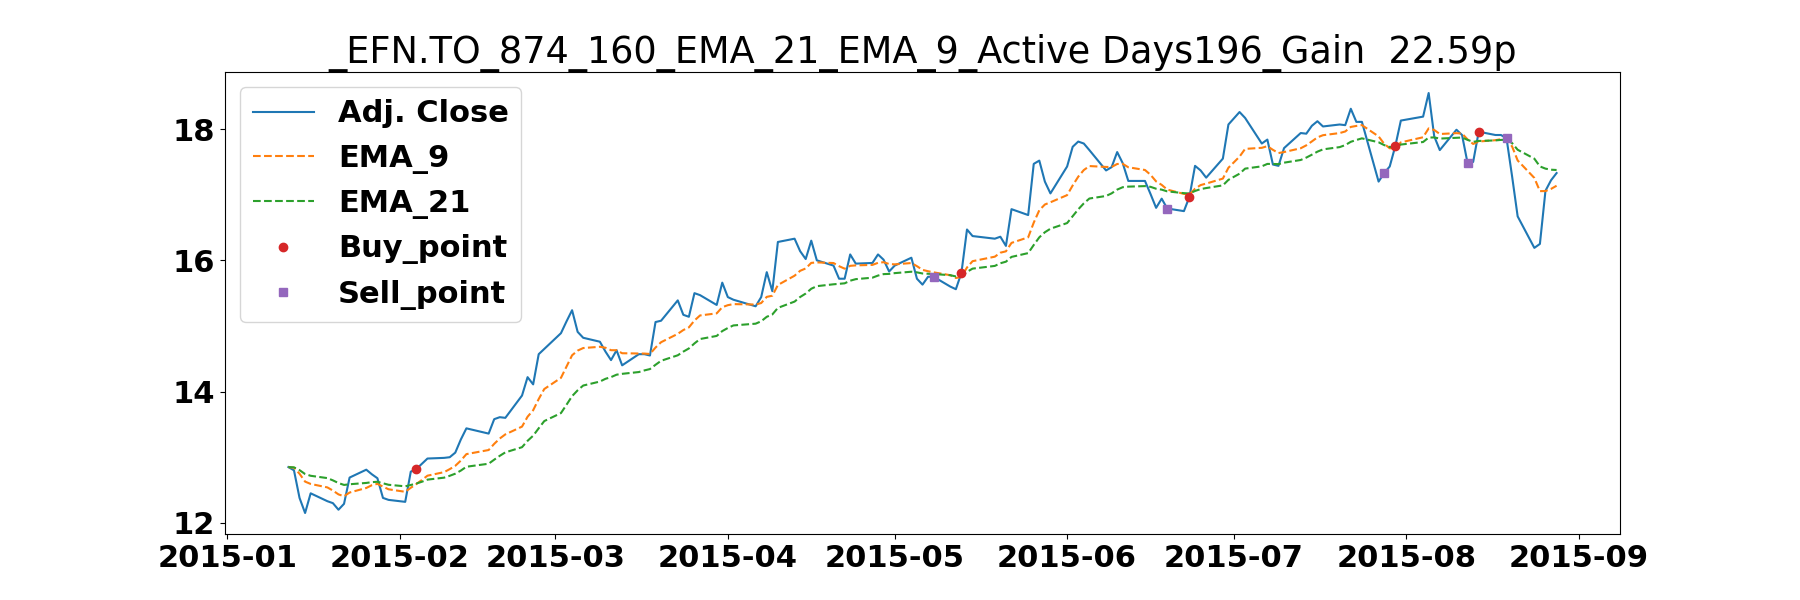 _EFN.TO_874_160_EMA_21_EMA_9_Active Days196_Gain  22.59p
Adj. Close
EMA_9
EMA_21
Buy_point
Sell_point
18
16
14
12
2015-01 2015-02 2015-03 2015-04 2015-05 2015-06 2015-07 2015-08 2015-09